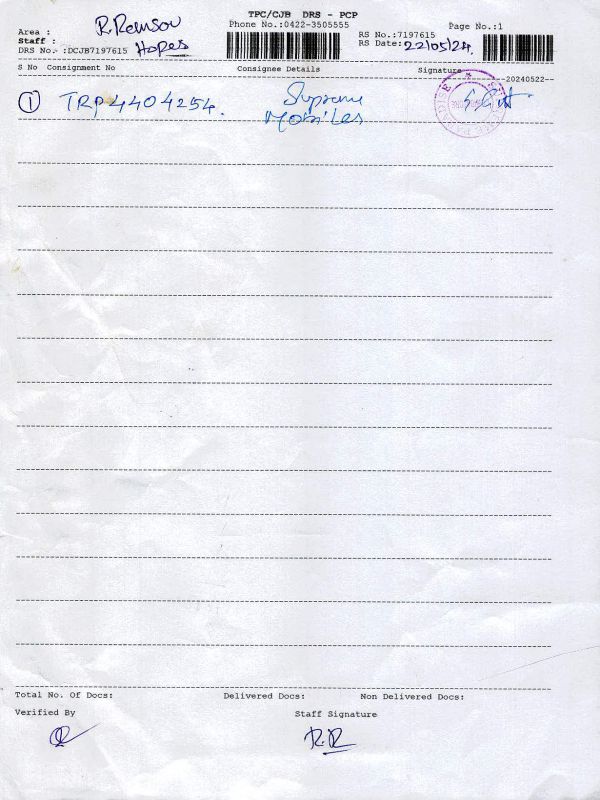 TPC/CJB DRS - PCP
Area :
R.
Phone No.:0422-3505555
Page No.:1
Staff :
RS No.:7197615
DRS No. :DCJB7197615
Hopes
RS Date: 22/05/24
S No Consignment No Consignee Details Signature
20240522
1 TRP4404254. Supreme
Mobiles
Total No. Of Docs: Delivered Docs: Non Delivered Docs:
Verified By Staff Signature
R.R